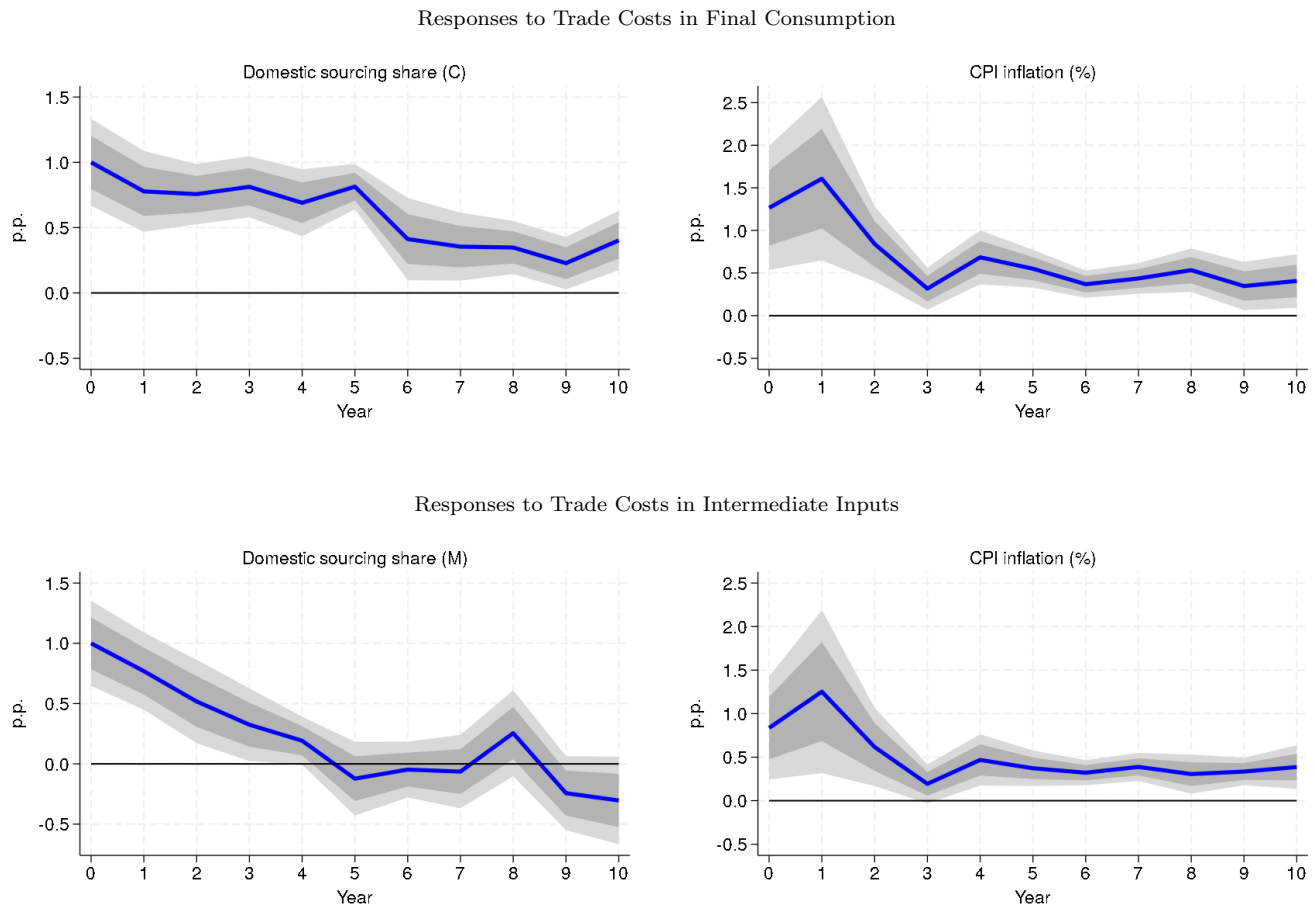 Responses to Trade Costs in Final Consumption
Domestic sourcing share (C)
1.5
1.0
0.5
0.0
-0.5
p.p.
0 1 2 3 4 5 6 7 8 9 10
Year
CPI inflation (%)
2.5
2.0
1.5
1.0
0.5
0.0
-0.5
p.p.
0 1 2 3 4 5 6 7 8 9 10
Year
Responses to Trade Costs in Intermediate Inputs
Domestic sourcing share (M)
1.5
1.0
0.5
0.0
-0.5
p.p.
0 1 2 3 4 5 6 7 8 9 10
Year
CPI inflation (%)
2.5
2.0
1.5
1.0
0.5
0.0
-0.5
p.p.
0 1 2 3 4 5 6 7 8 9 10
Year